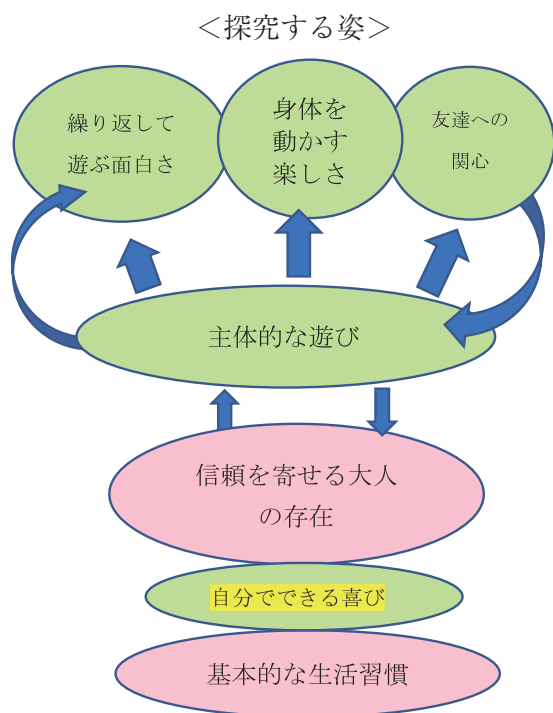 ＜探究する姿＞
繰り返して
遊ぶ面白さ
身体を
動かす
楽しさ
友達への
関心
主体的な遊び
信頼を寄せる大人
の存在
自分でできる喜び
基本的な生活習慣